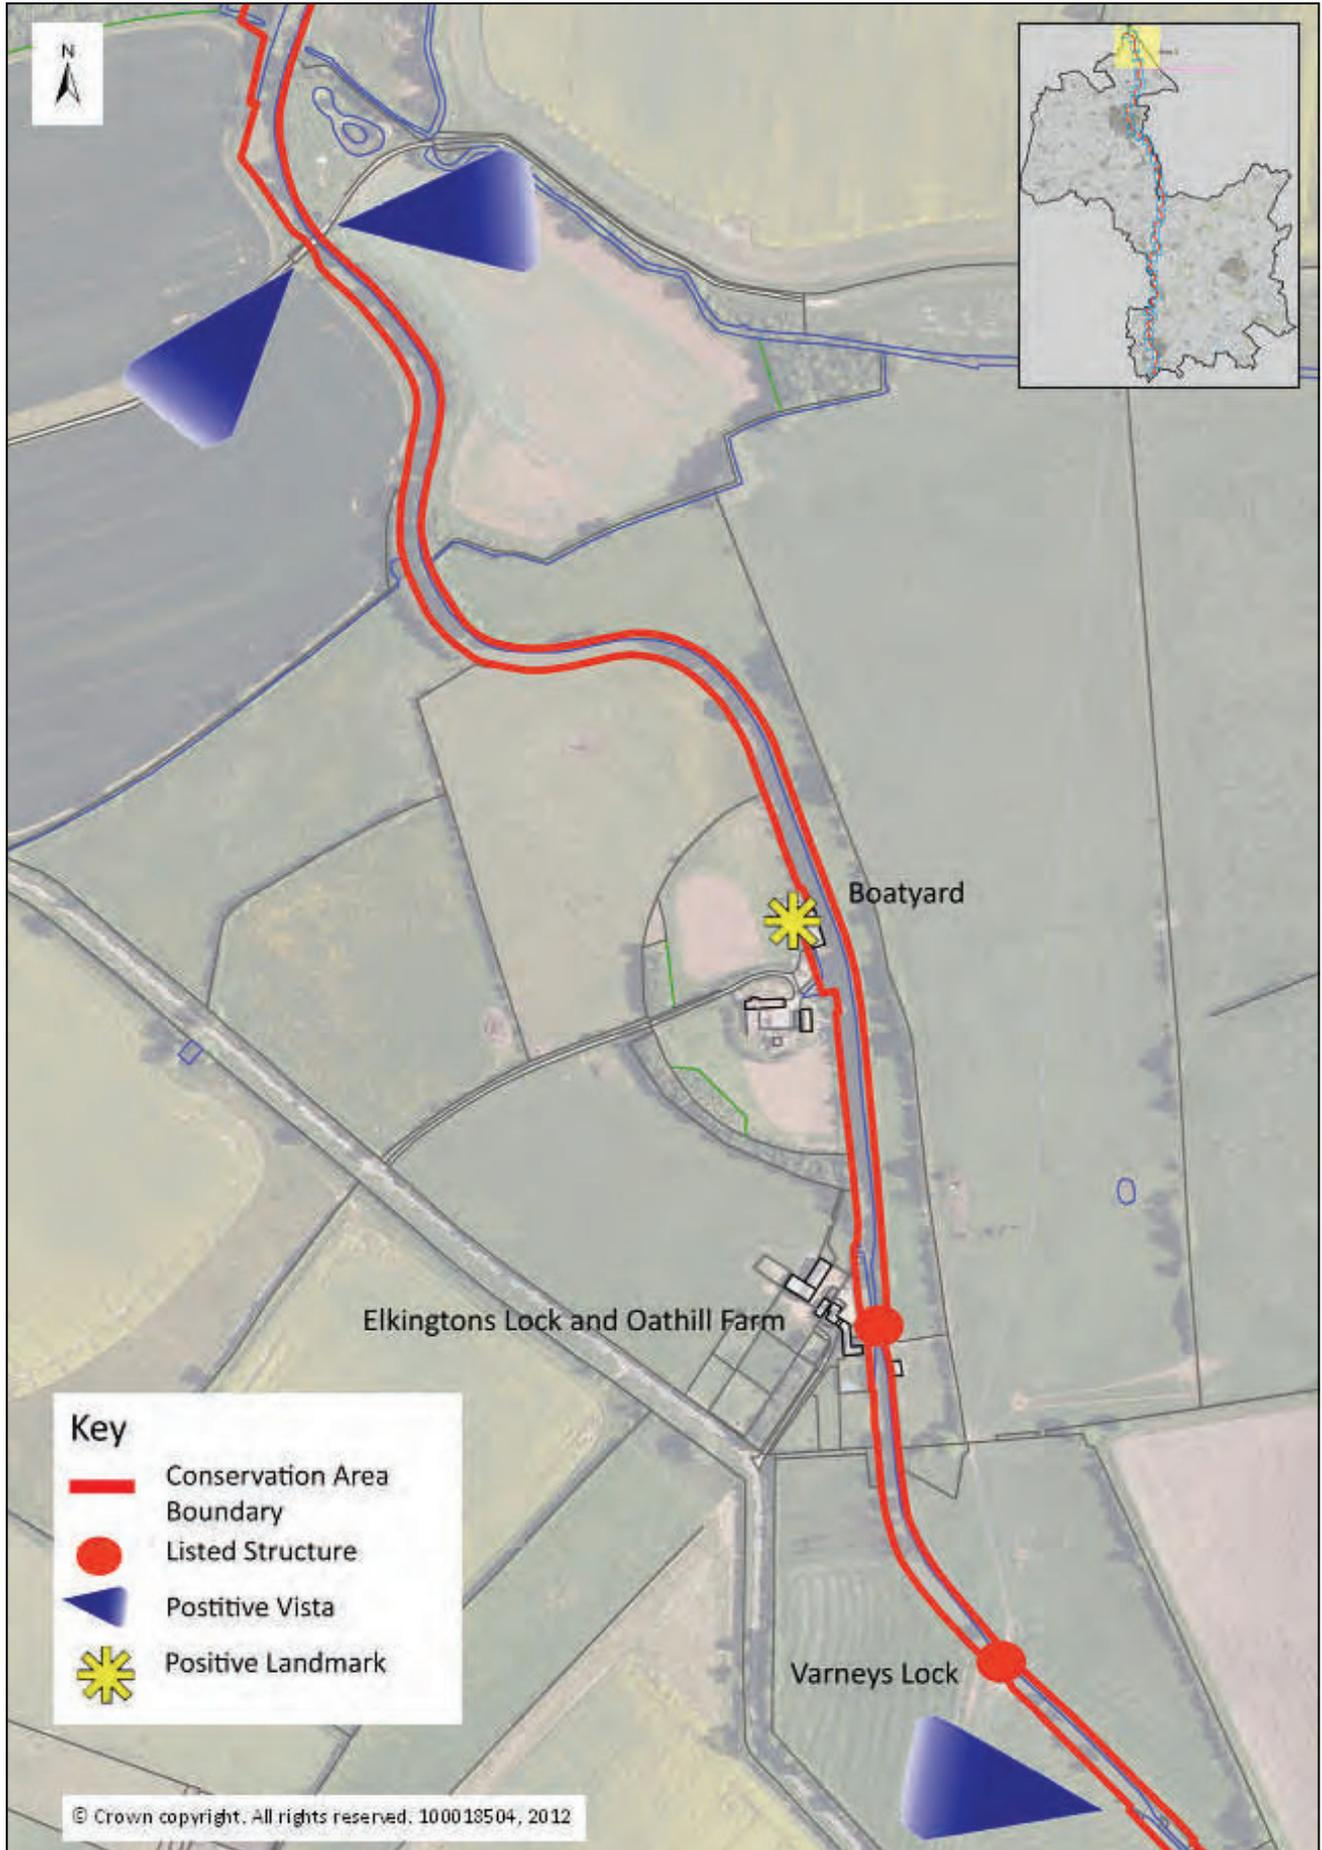 N
Boatyard
Elkingtons Lock and Oathill Farm
Key
Conservation Area
Boundary
Listed Structure
Postitive Vista
Positive Landmark
Varneys Lock
© Crown copyright. All rights reserved. 100018504, 2012